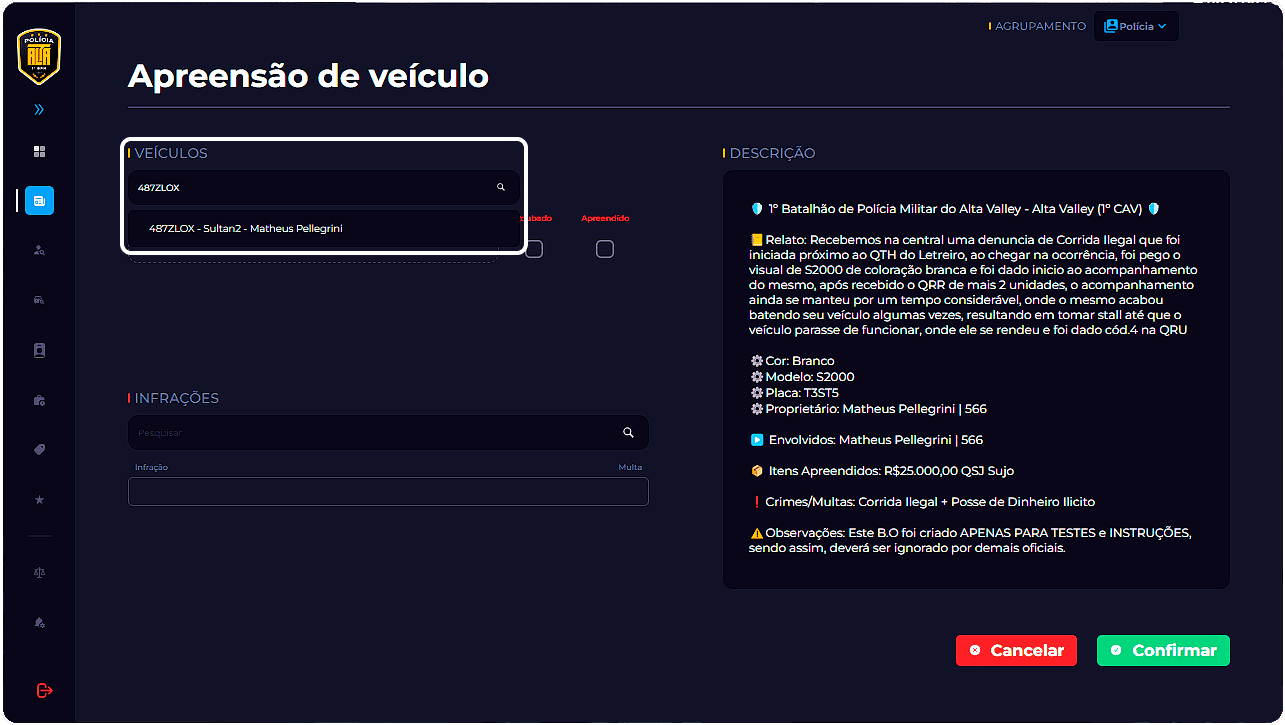 POLÍCIA
ALTA
AGRUPAMENTO
Polícia
Apreensão de veículo
VEÍCULOS
487ZLOX
487ZLOX - Sultan2 - Matheus Pellegrini
Apreendido
INFRAÇÕES
Pesquisar
Infração Multa
DESCRIÇÃO
1º Batalhão de Polícia Militar do Alta Valley - Alta Valley (1º CAV)
Relato: Recebemos na central uma denuncia de Corrida Ilegal que foi
iniciada próximo ao QTH do Letreiro, ao chegar na ocorrência, foi pego o
visual de S2000 de coloração branca e foi dado inicio ao acompanhamento
do mesmo, após recebido o QRR de mais 2 unidades, o acompanhamento
ainda se manteu por um tempo considerável, onde o mesmo acabou
batendo seu veículo algumas vezes, resultando em tomar stall até que o
veículo parasse de funcionar, onde ele se rendeu e foi dado cód.4 na QRU
Cor: Branco
Modelo: S2000
Placa: T3ST5
Proprietário: Matheus Pellegrini | 566
Envolvidos: Matheus Pellegrini | 566
Itens Apreendidos: R$25.000,00 QSJ Sujo
Crimes/Multas: Corrida Ilegal + Posse de Dinheiro Ilicito
Observações: Este B.O foi criado APENAS PARA TESTES e INSTRUÇÕES,
sendo assim, deverá ser ignorado por demais oficiais.
Cancelar
Confirmar